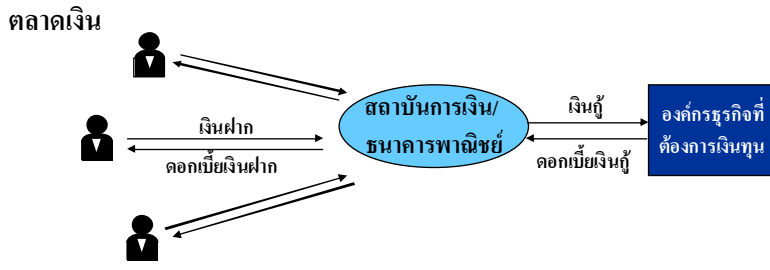 ตลาดเงิน
เงินฝาก
ดอกเบี้ยเงินฝาก
สถาบันการเงิน/
ธนาคารพาณิชย์
เงินกู้
ดอกเบี้ยเงินกู้
องค์กรธุรกิจที่
ต้องการเงินทุน